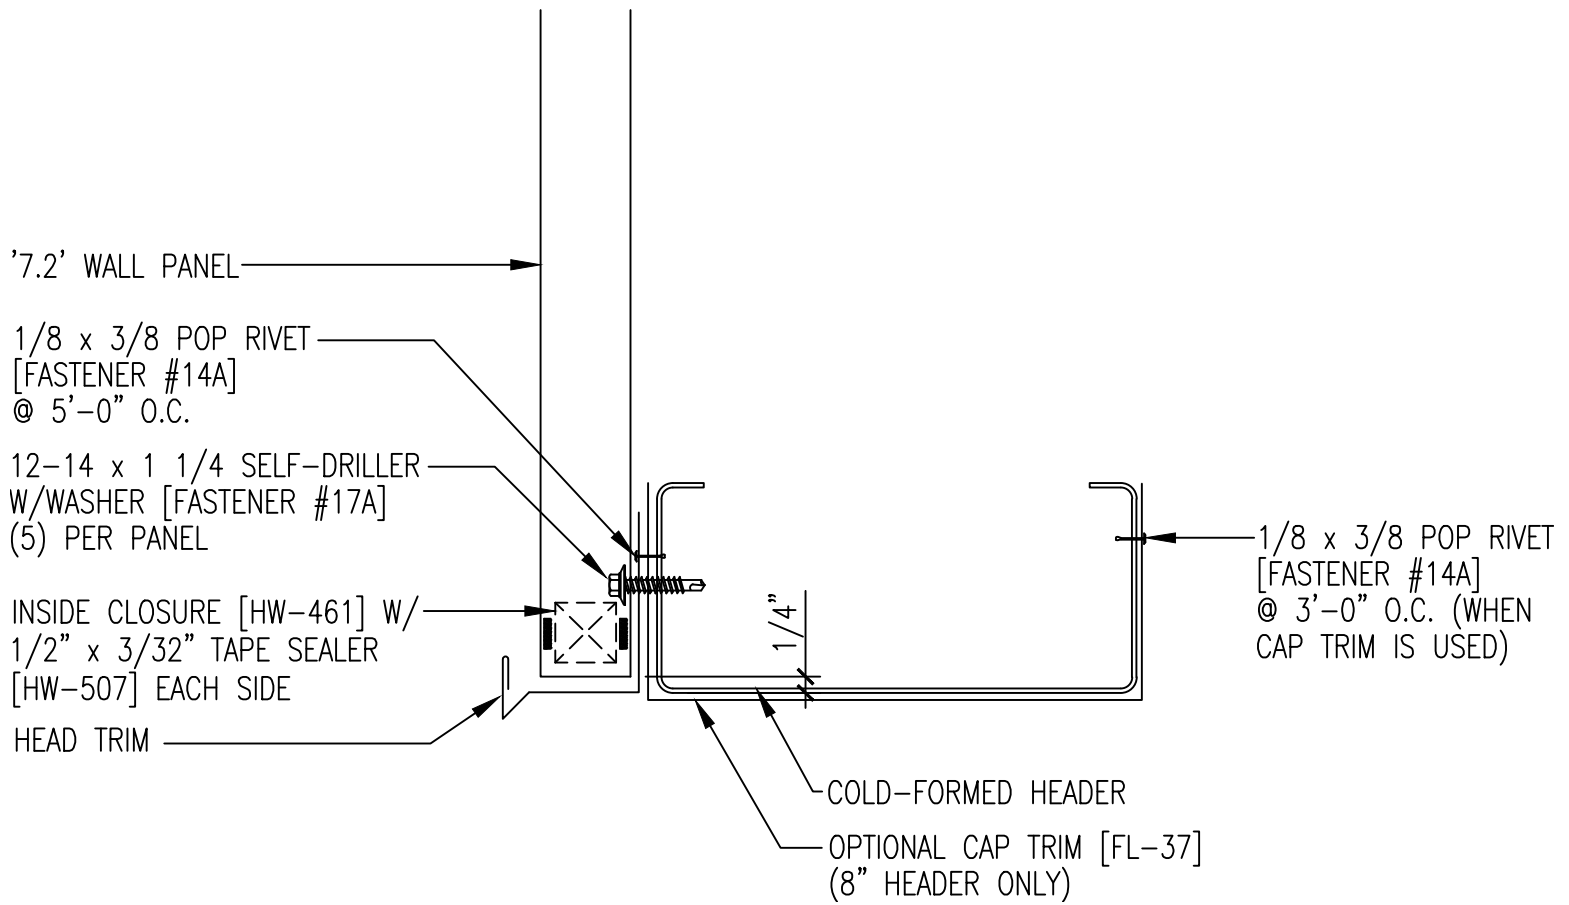 '7.2' WALL PANEL
1/8 x 3/8 POP RIVET
[FASTENER #14A]
@ 5'-0" O.C.
12-14 x 1 1/4 SELF-DRILLER
W/WASHER [FASTENER #17A]
(5) PER PANEL
INSIDE CLOSURE [HW-461] W/
1/2" x 3/32" TAPE SEALER
[HW-507] EACH SIDE
HEAD TRIM
1/4"
1/8 x 3/8 POP RIVET
[FASTENER #14A]
@ 3'-0" O.C. (WHEN
CAP TRIM IS USED)
COLD-FORMED HEADER
OPTIONAL CAP TRIM [FL-37]
(8" HEADER ONLY)